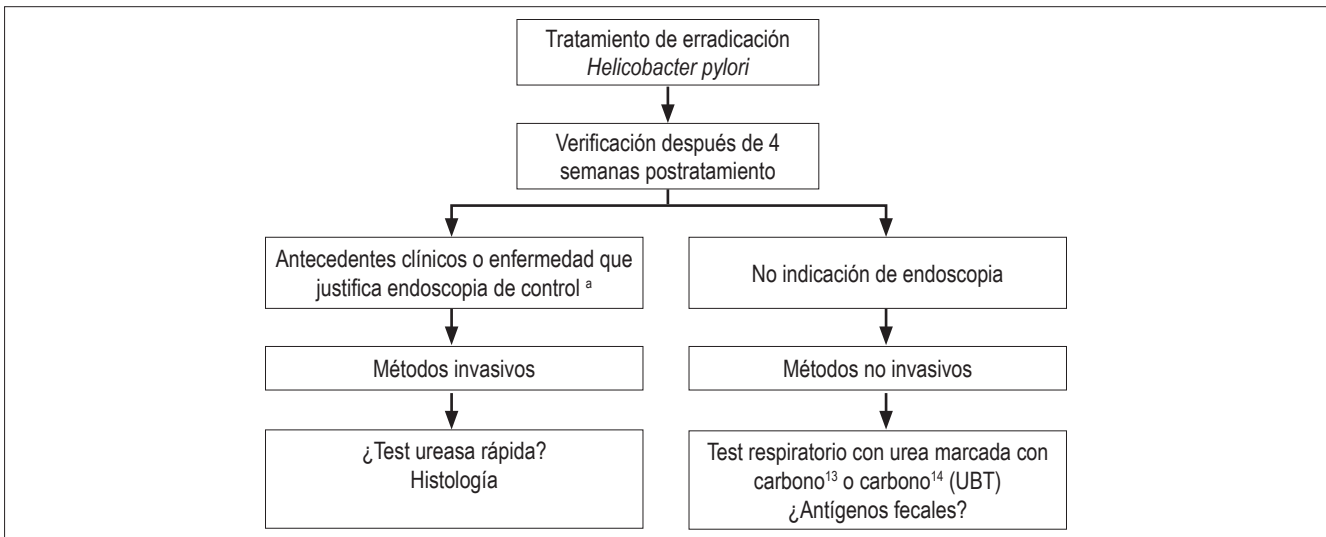 Tratamiento de erradicación
Helicobacter pylori
Verificación después de 4
semanas postratamiento
Antecedentes clínicos o enfermedad que
justifica endoscopia de control ᵃ
No indicación de endoscopia
Métodos invasivos
Métodos no invasivos
¿Test ureasa rápida?
Histología
Test respiratorio con urea marcada con
carbono¹³ o carbono¹⁴ (UBT)
¿Antígenos fecales?